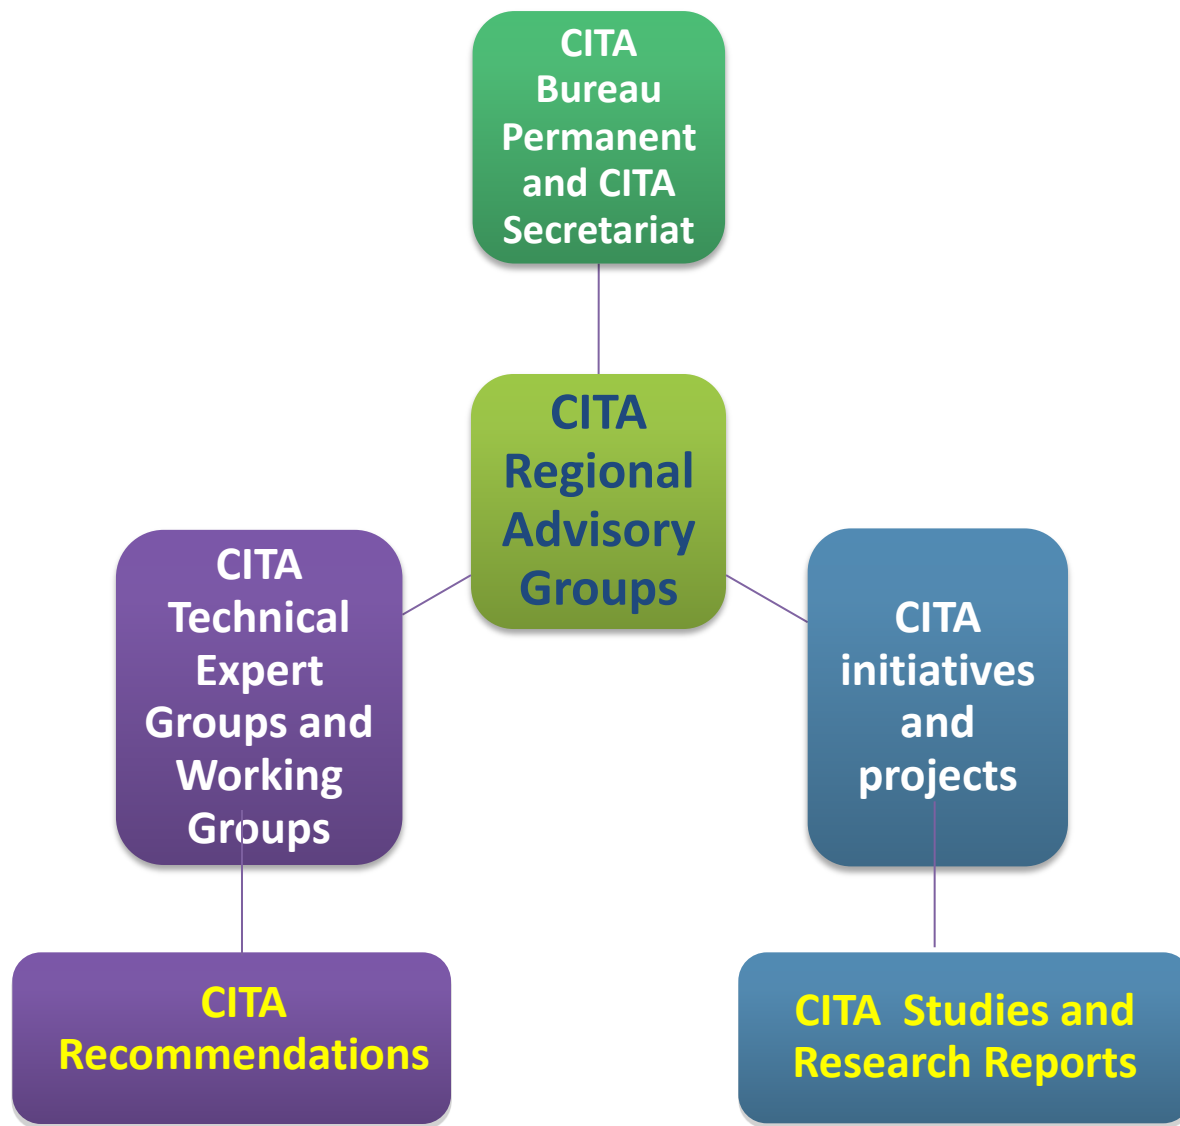 CITA
Bureau
Permanent
and CITA
Secretariat
CITA
Regional
Advisory
Groups
CITA
Technical
Expert
Groups and
Working
Groups
CITA
initiatives
and
projects
CITA
Recommendations
CITA  Studies and
Research Reports